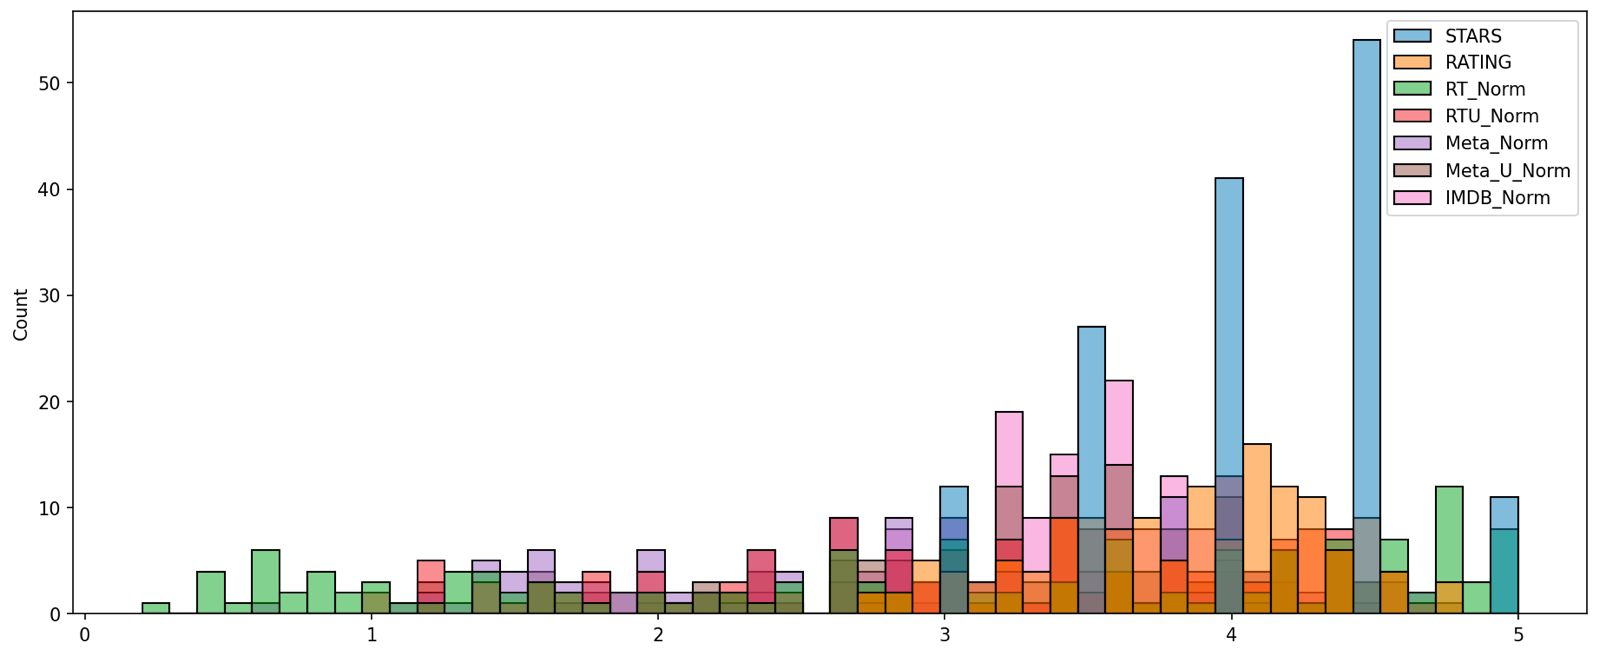 STARS
RATING
RT_Norm
RTU_Norm
Meta_Norm
Meta_U_Norm
IMDB_Norm
Count
50
40
30
20
10
0
0 1 2 3 4 5